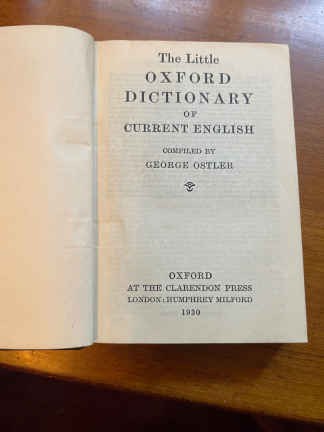 The Little
OXFORD
DICTIONARY
OF
CURRENT ENGLISH
COMPILED BY
GEORGE OSTLER
OXFORD
AT THE CLARENDON PRESS
LONDON: HUMPHREY MILFORD
1930